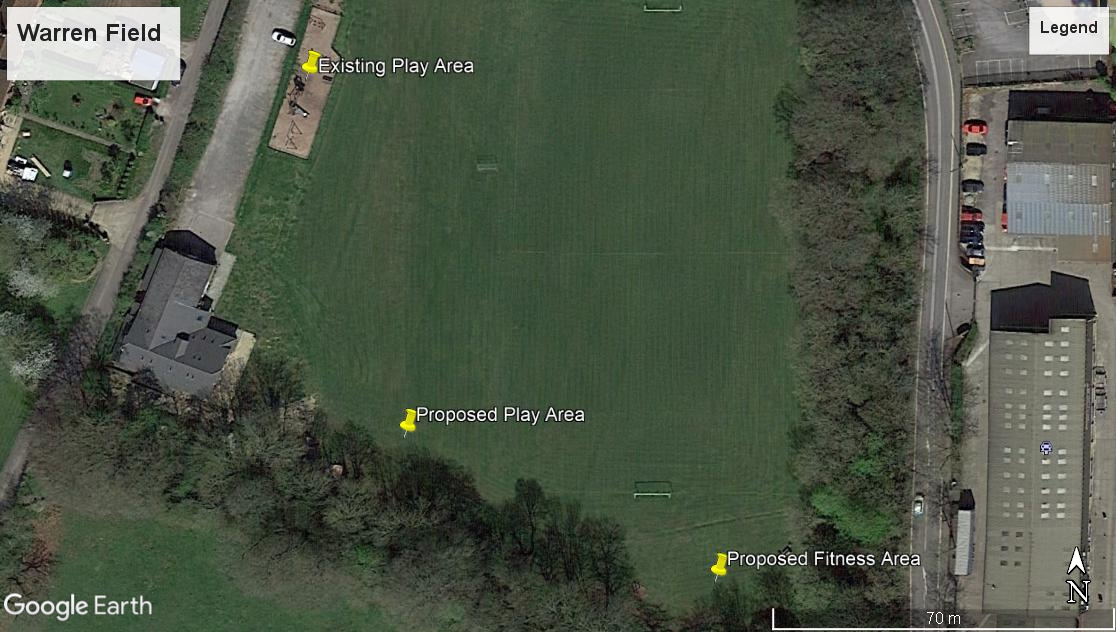 Warren Field
Legend
Existing Play Area
Proposed Play Area
Proposed Fitness Area
N
Google Earth
70 m